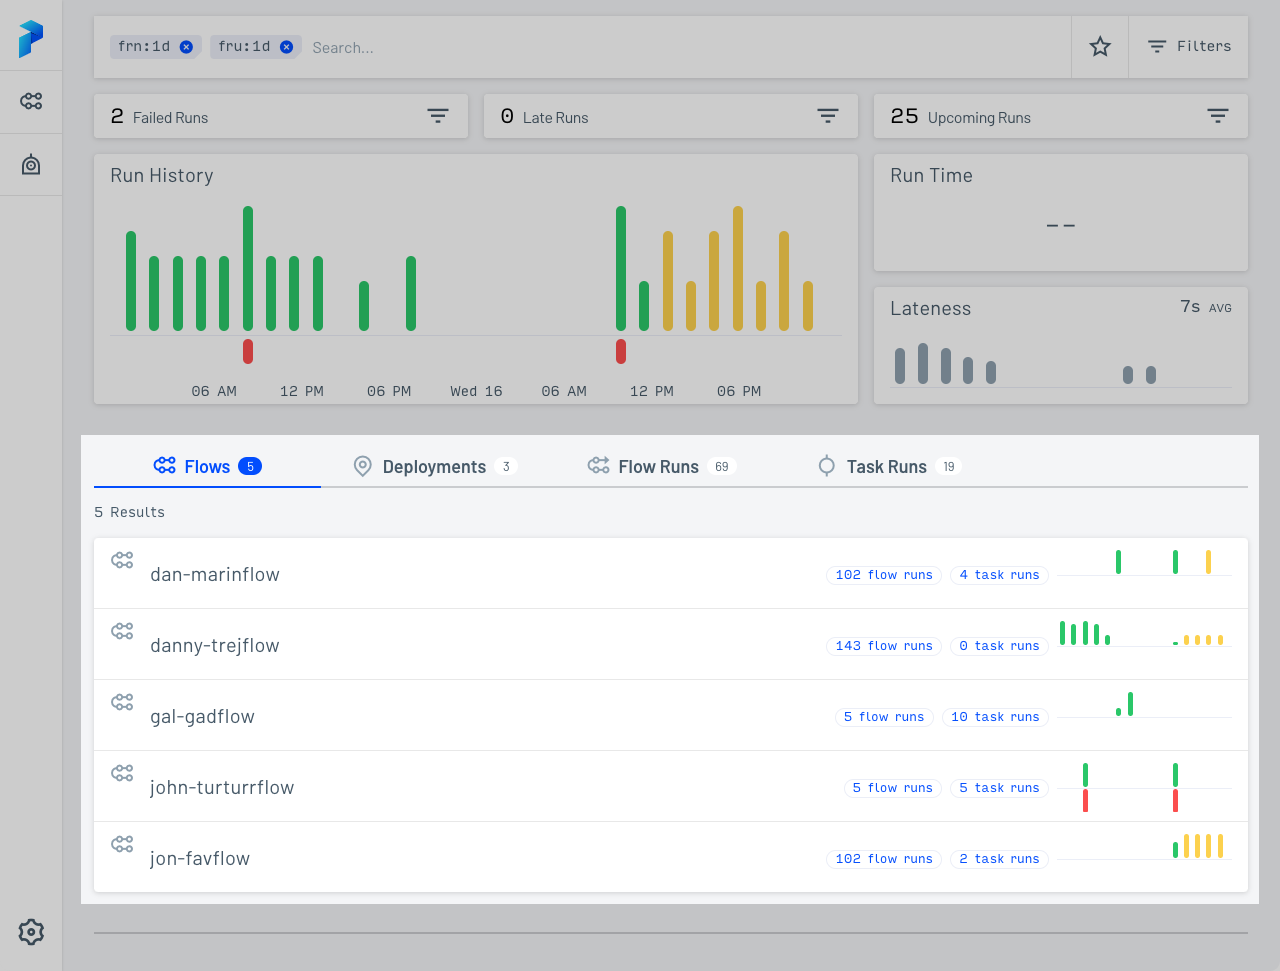 frn:1d fru:1d Search... Filters
2 Failed Runs 0 Late Runs 25 Upcoming Runs
Run History
06 AM 12 PM 06 PM Wed 16 06 AM 12 PM 06 PM
Run Time
--
Lateness 7s AVG
Flows 5 Deployments 3 Flow Runs 69 Task Runs 19
5 Results
dan-marinflow 102 flow runs 4 task runs
danny-trejflow 143 flow runs 0 task runs
gal-gadflow 5 flow runs 10 task runs
john-turturrflow 5 flow runs 5 task runs
jon-favflow 102 flow runs 2 task runs